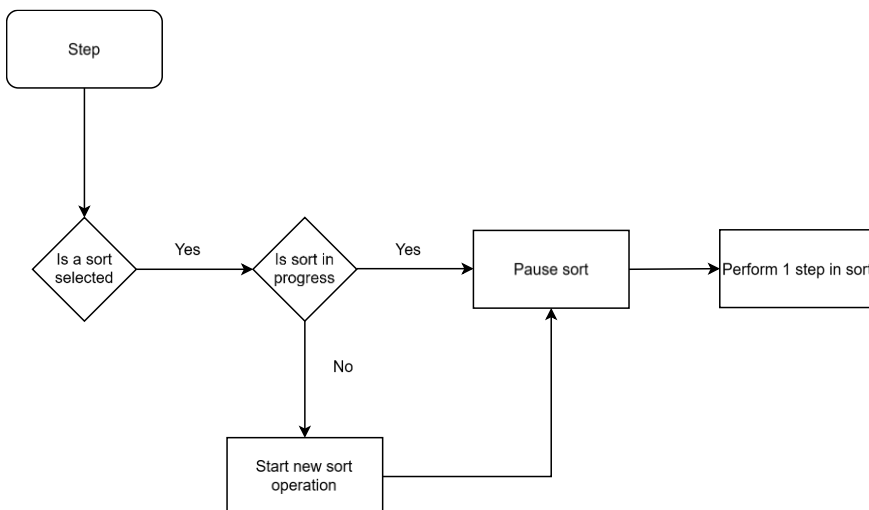 Step
Is a sort
selected
Yes
Is sort in
progress
Yes
Pause sort
Perform 1 step in sort
No
Start new sort
operation